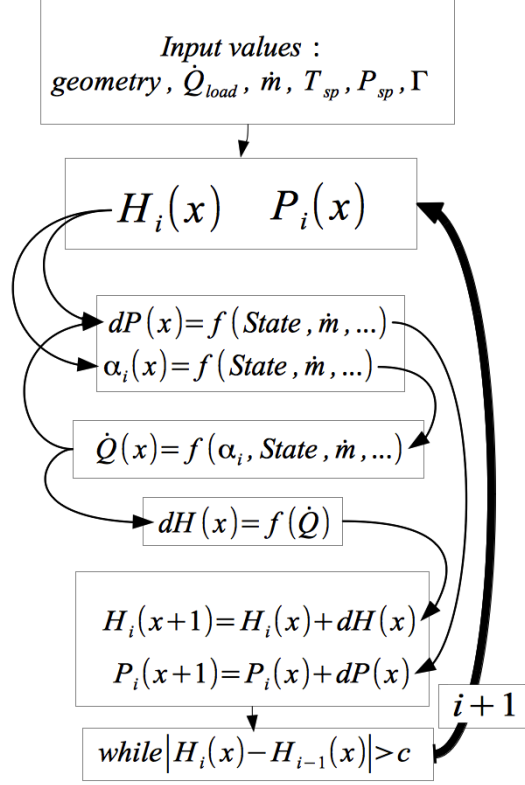 Input values :
geometry , Q̇load , ṁ , Tsp , Psp , Γ
Hi(x) Pi(x)
dP(x)=f(State , ṁ ,...)
αi(x)=f(State , ṁ ,...)
Q̇(x)=f(αi , State , ṁ ,...)
dH(x)=f(Q̇)
Hi(x+1)=Hi(x)+dH(x)
Pi(x+1)=Pi(x)+dP(x)
i+1
while|Hi(x)−Hi−1(x)|>c